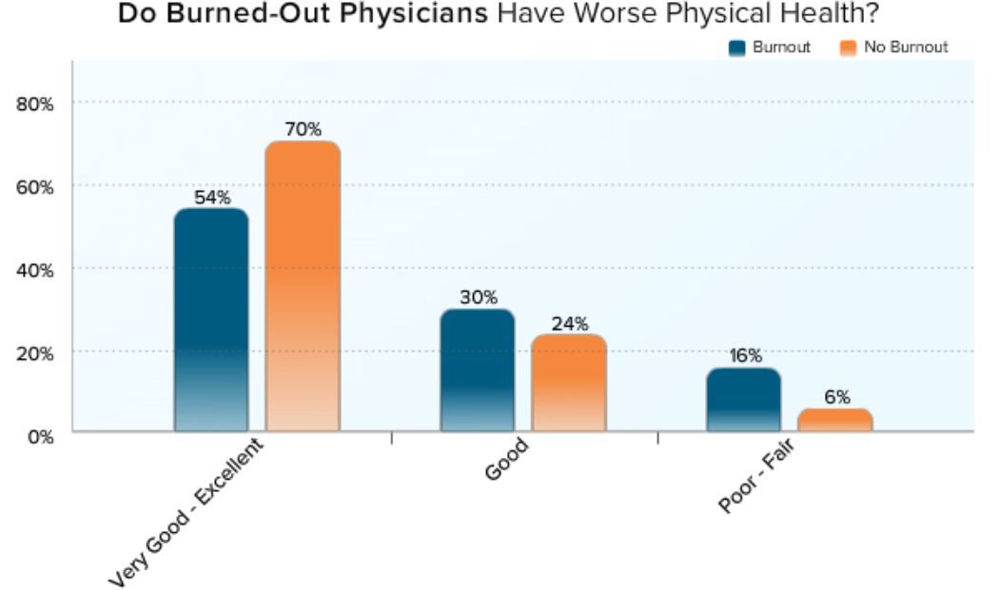 Do Burned-Out Physicians Have Worse Physical Health?
Burnout No Burnout
80%
60%
40%
20%
0%
54%
70%
30%
24%
16%
6%
Very Good - Excellent
Good
Poor - Fair